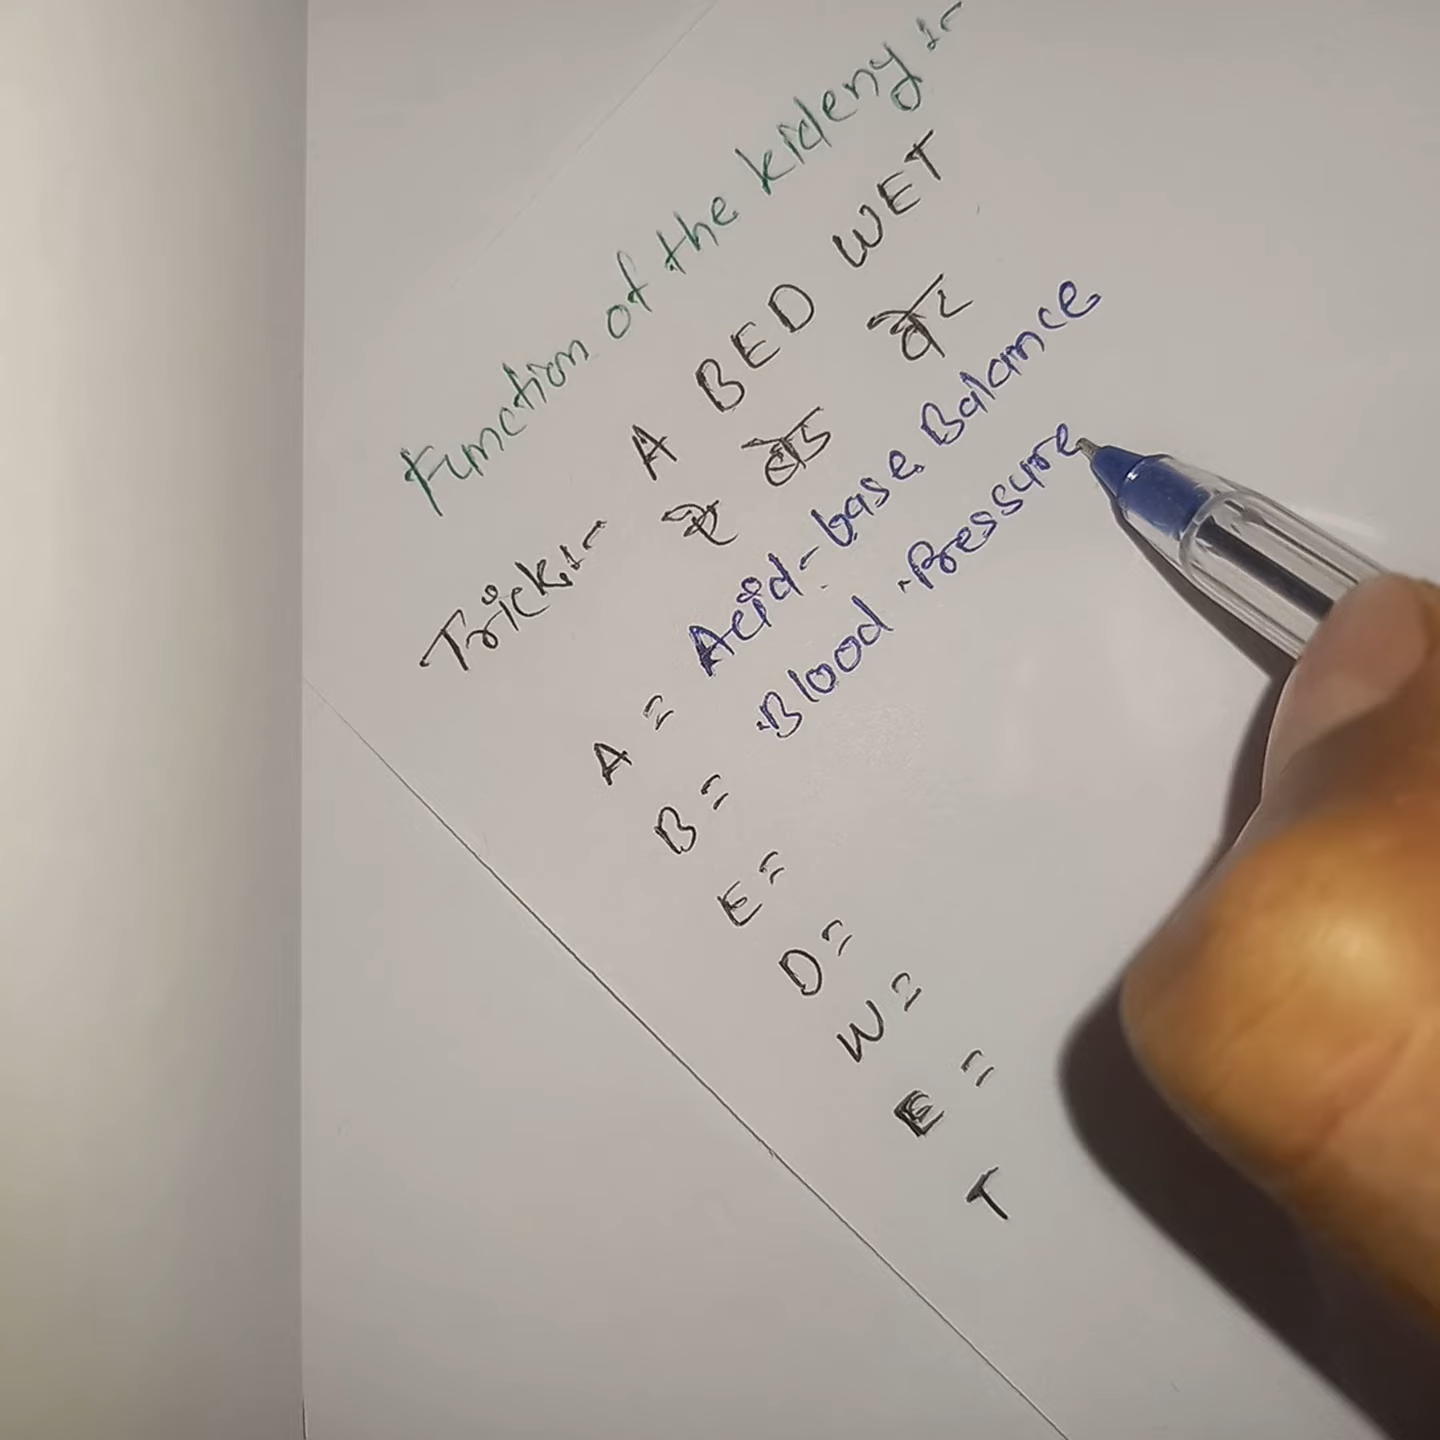 Function of the kideny :-
Trick :- A BED WET
ए बेड वेट
A = Acid-base Balance
B = Blood Pressure
E =
D =
W =
E =
T